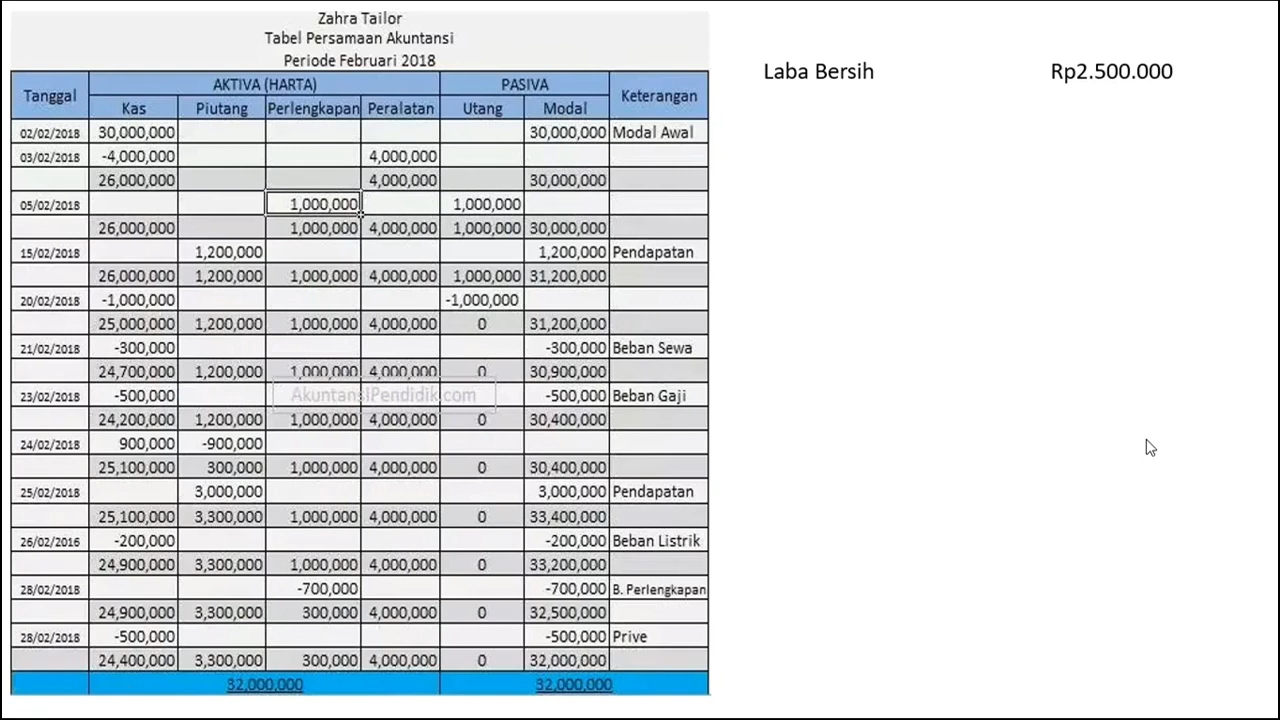 Zahra Tailor
Tabel Persamaan Akuntansi
Periode Februari 2018
Laba Bersih Rp2.500.000
Tanggal AKTIVA (HARTA) PASIVA Keterangan
Kas Piutang Perlengkapan Peralatan Utang Modal
02/02/2018 30,000,000 30,000,000 Modal Awal
03/02/2018 -4,000,000 4,000,000
26,000,000 4,000,000 30,000,000
05/02/2018 1,000,000 1,000,000
26,000,000 1,000,000 4,000,000 1,000,000 30,000,000
15/02/2018 1,200,000 1,200,000 Pendapatan
26,000,000 1,200,000 1,000,000 4,000,000 1,000,000 31,200,000
20/02/2018 -1,000,000 -1,000,000
25,000,000 1,200,000 1,000,000 4,000,000 0 31,200,000
21/02/2018 -300,000 -300,000 Beban Sewa
24,700,000 1,200,000 1,000,000 4,000,000 0 30,900,000
23/02/2018 -500,000 AkuntansiPendidik.com -500,000 Beban Gaji
24,200,000 1,200,000 1,000,000 4,000,000 0 30,400,000
24/02/2018 900,000 -900,000
25,100,000 300,000 1,000,000 4,000,000 0 30,400,000
25/02/2018 3,000,000 3,000,000 Pendapatan
25,100,000 3,300,000 1,000,000 4,000,000 0 33,400,000
26/02/2016 -200,000 -200,000 Beban Listrik
24,900,000 3,300,000 1,000,000 4,000,000 0 33,200,000
28/02/2018 -700,000 -700,000 B. Perlengkapan
24,900,000 3,300,000 300,000 4,000,000 0 32,500,000
28/02/2018 -500,000 -500,000 Prive
24,400,000 3,300,000 300,000 4,000,000 0 32,000,000
32,000,000 32,000,000